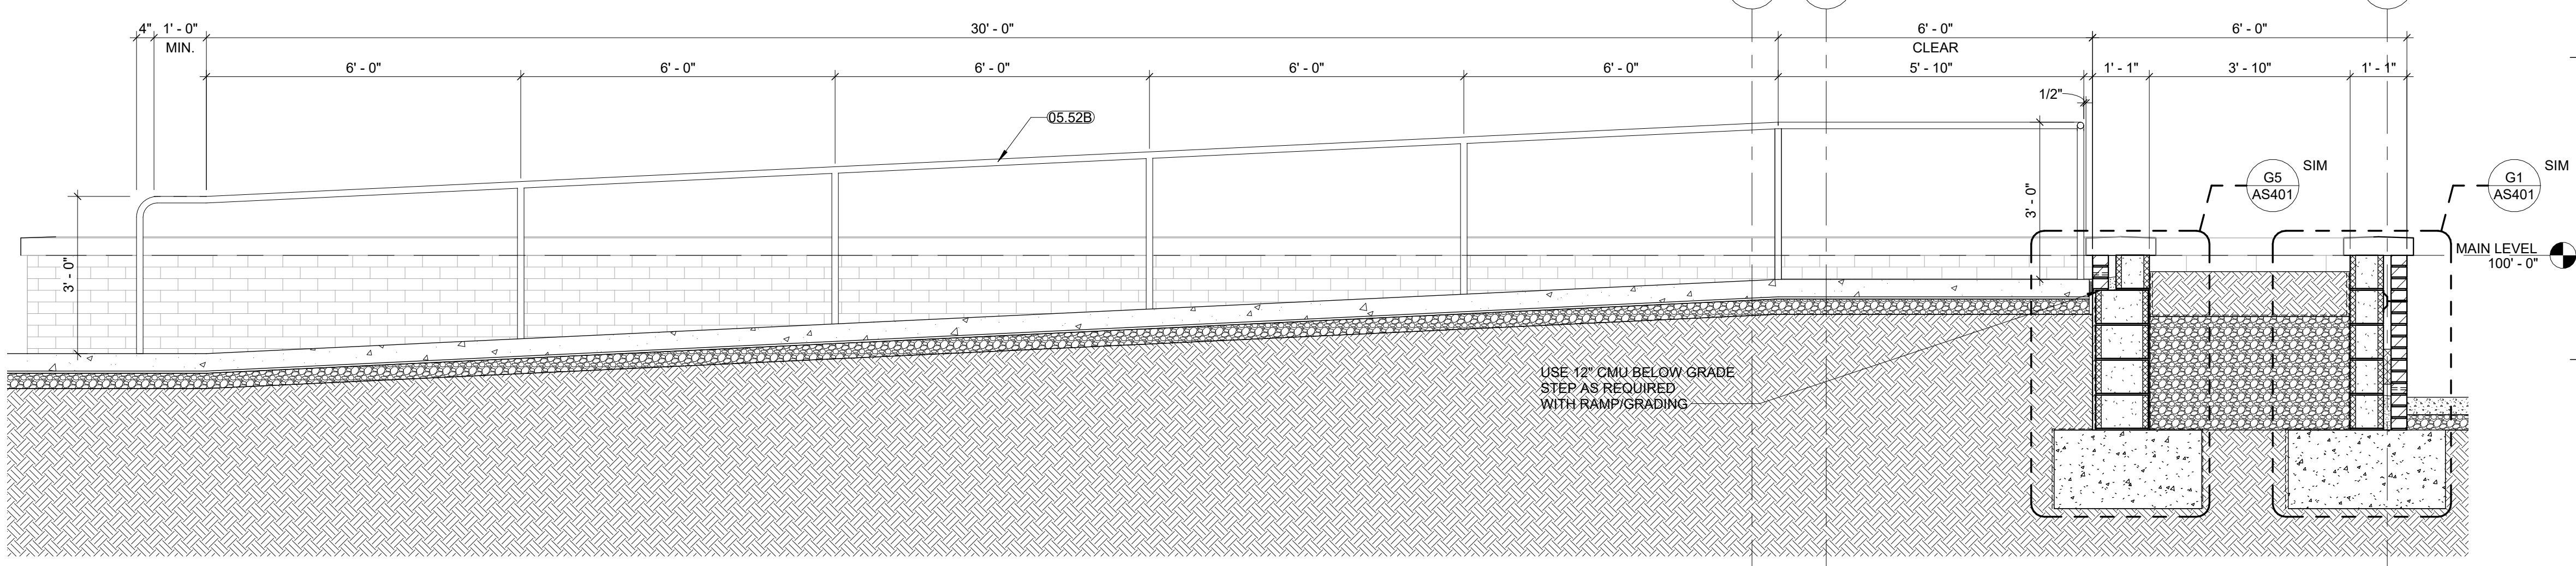 4" 1' - 0" 30' - 0" 6' - 0" 6' - 0"
MIN. CLEAR
6' - 0" 6' - 0" 6' - 0" 6' - 0" 6' - 0" 5' - 10" 1' - 1" 3' - 10" 1' - 1"
1/2"
05.52B
SIM SIM
G5 G1
AS401 AS401
3' - 0"
3' - 0"
MAIN LEVEL
100' - 0"
USE 12" CMU BELOW GRADE
STEP AS REQUIRED
WITH RAMP/GRADING